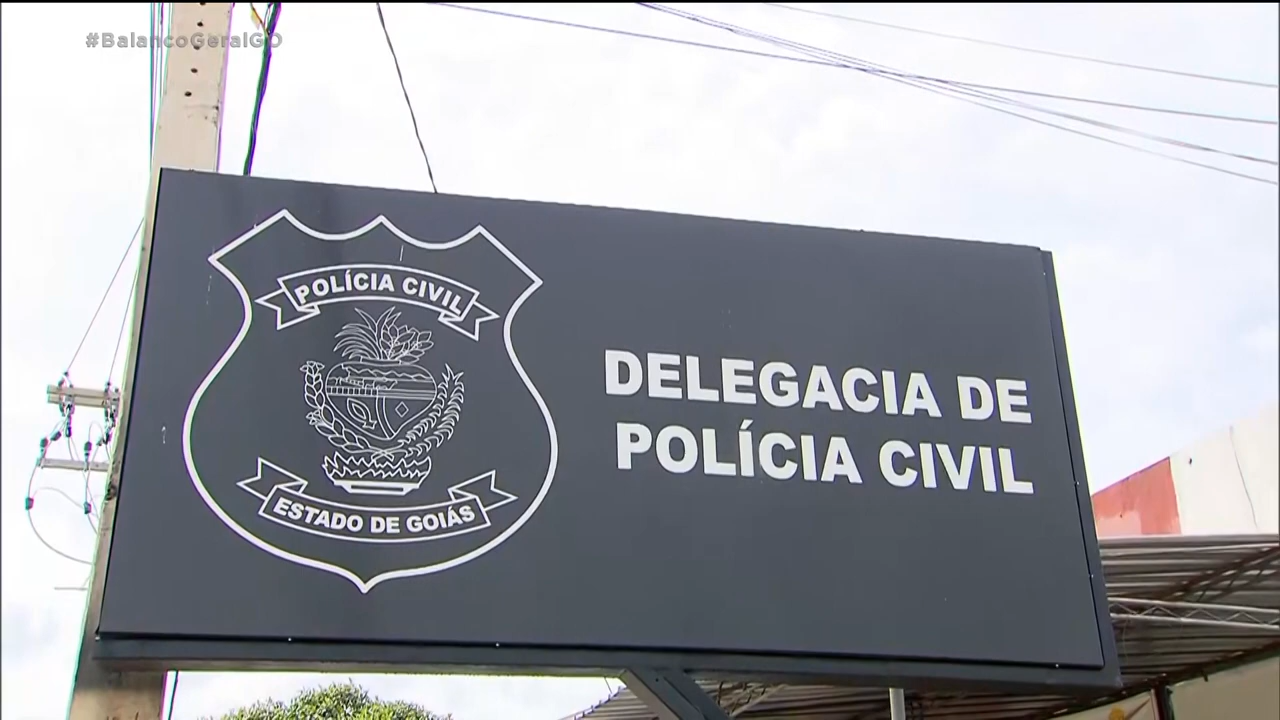 #BalancoGeralGO
POLÍCIA CIVIL
ESTADO DE GOIÁS
DELEGACIA DE
POLÍCIA CIVIL